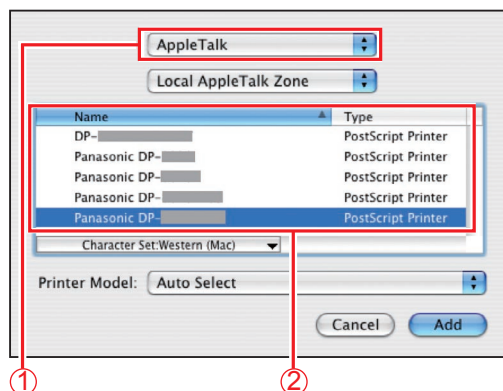 AppleTalk
Local AppleTalk Zone
Name Type
DP- PostScript Printer
Panasonic DP- PostScript Printer
Panasonic DP- PostScript Printer
Panasonic DP- PostScript Printer
Panasonic DP- PostScript Printer
Character Set:Western (Mac)
Printer Model: Auto Select
Cancel Add
1 2